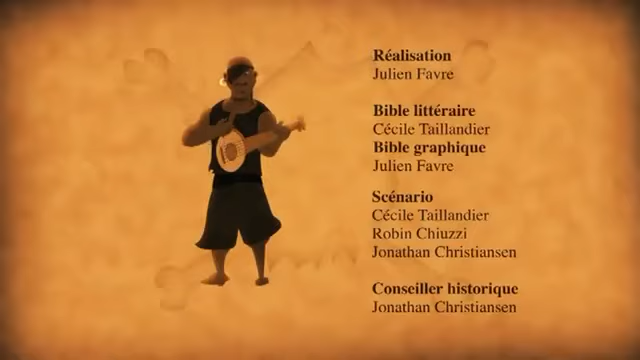 Réalisation
Julien Favre
Bible littéraire
Cécile Taillandier
Bible graphique
Julien Favre
Scénario
Cécile Taillandier
Robin Chiuzzi
Jonathan Christiansen
Conseiller historique
Jonathan Christiansen